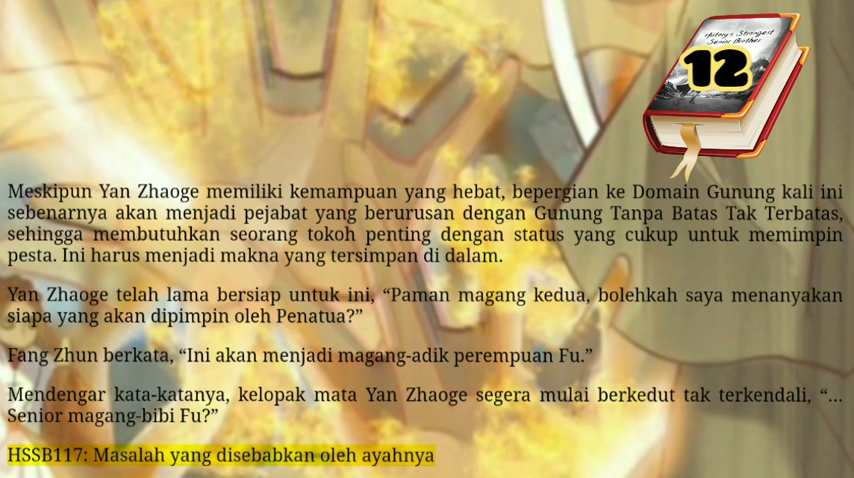 History's Strongest
Senior Brother
12
Meskipun Yan Zhaoge memiliki kemampuan yang hebat, bepergian ke Domain Gunung kali ini
sebenarnya akan menjadi pejabat yang berurusan dengan Gunung Tanpa Batas Tak Terbatas,
sehingga membutuhkan seorang tokoh penting dengan status yang cukup untuk memimpin
pesta. Ini harus menjadi makna yang tersimpan di dalam.
Yan Zhaoge telah lama bersiap untuk ini, “Paman magang kedua, bolehkah saya menanyakan
siapa yang akan dipimpin oleh Penatua?”
Fang Zhun berkata, “Ini akan menjadi magang-adik perempuan Fu.”
Mendengar kata-katanya, kelopak mata Yan Zhaoge segera mulai berkedut tak terkendali, “…
Senior magang-bibi Fu?”
HSSB117: Masalah yang disebabkan oleh ayahnya